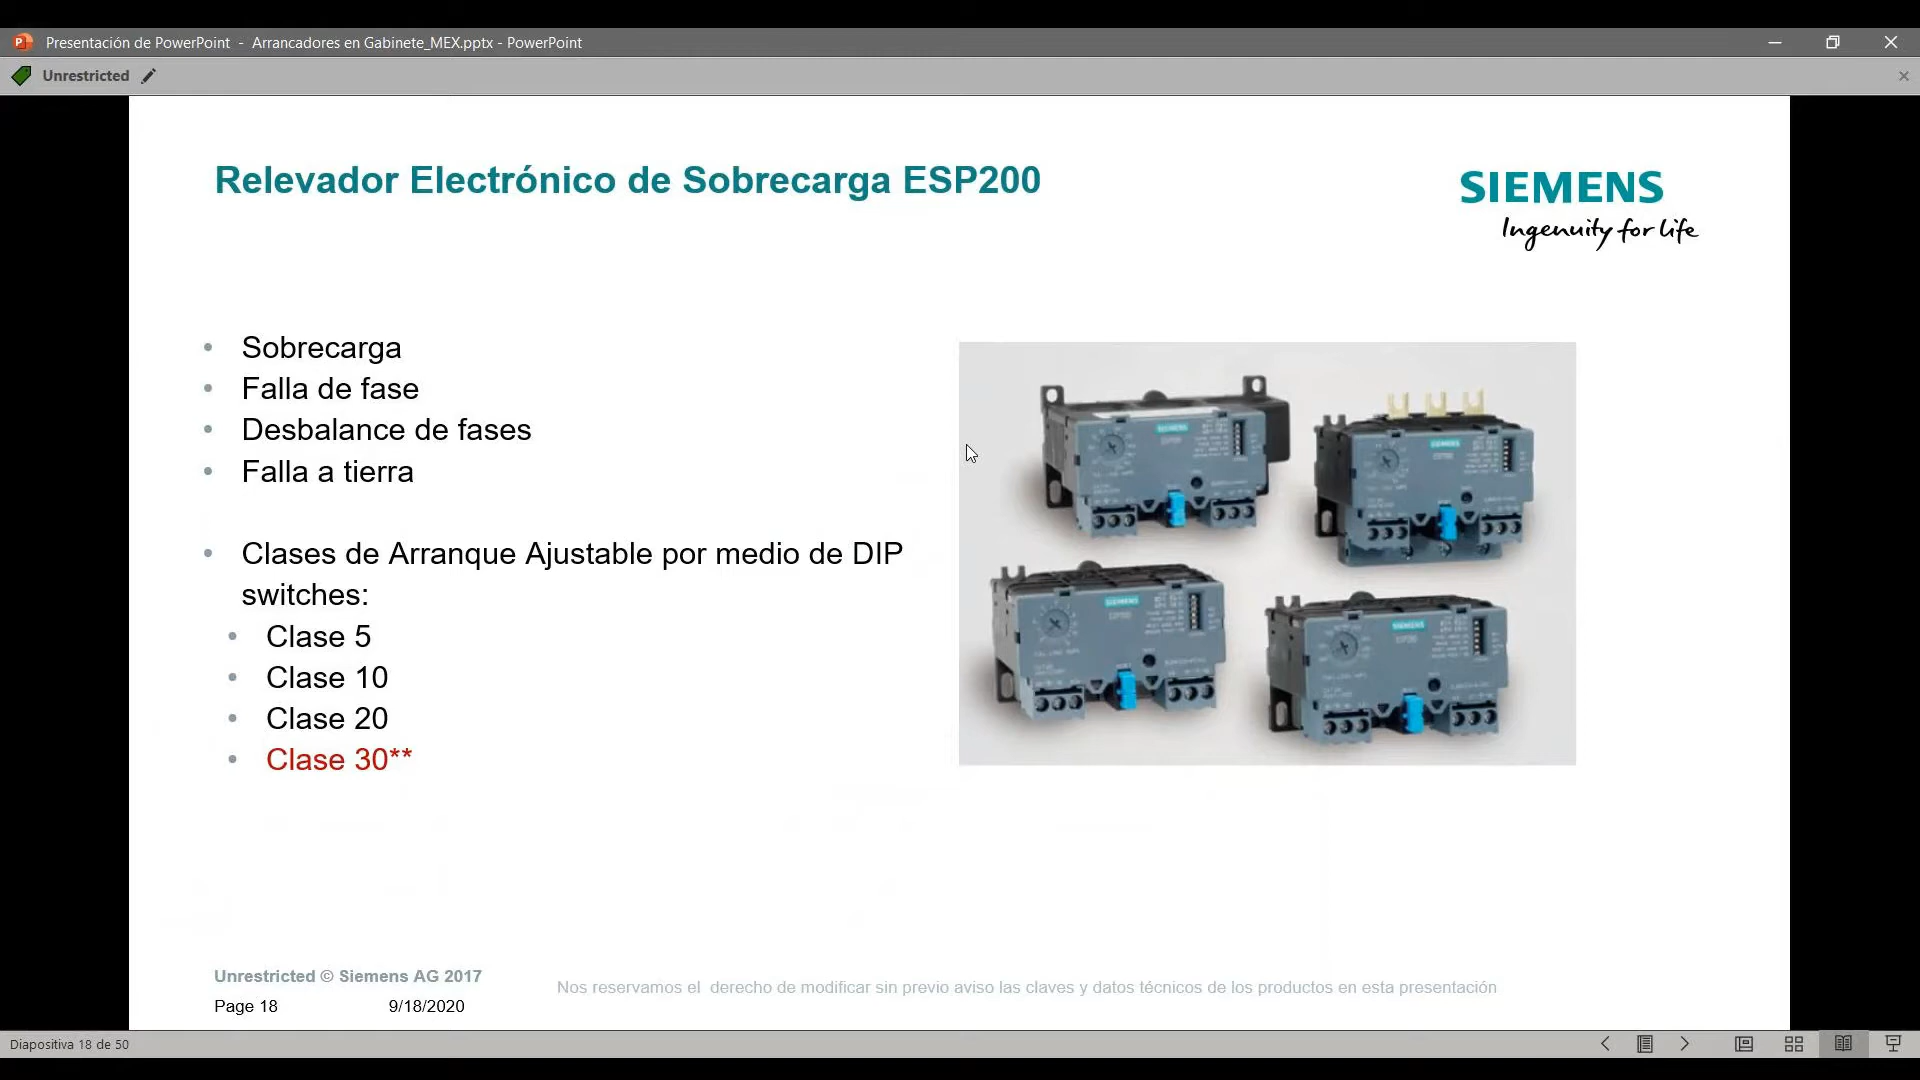 Presentación de PowerPoint - Arrancadores en Gabinete_MEX.pptx - PowerPoint
Unrestricted
Relevador Electrónico de Sobrecarga ESP200
SIEMENS
Ingenuity for life
• Sobrecarga
• Falla de fase
• Desbalance de fases
• Falla a tierra
• Clases de Arranque Ajustable por medio de DIP
switches:
• Clase 5
• Clase 10
• Clase 20
• Clase 30**
SIEMENS
SIEMENS
SIEMENS
SIEMENS
Unrestricted © Siemens AG 2017
Page 18 9/18/2020
Nos reservamos el derecho de modificar sin previo aviso las claves y datos técnicos de los productos en esta presentación
Diapositiva 18 de 50